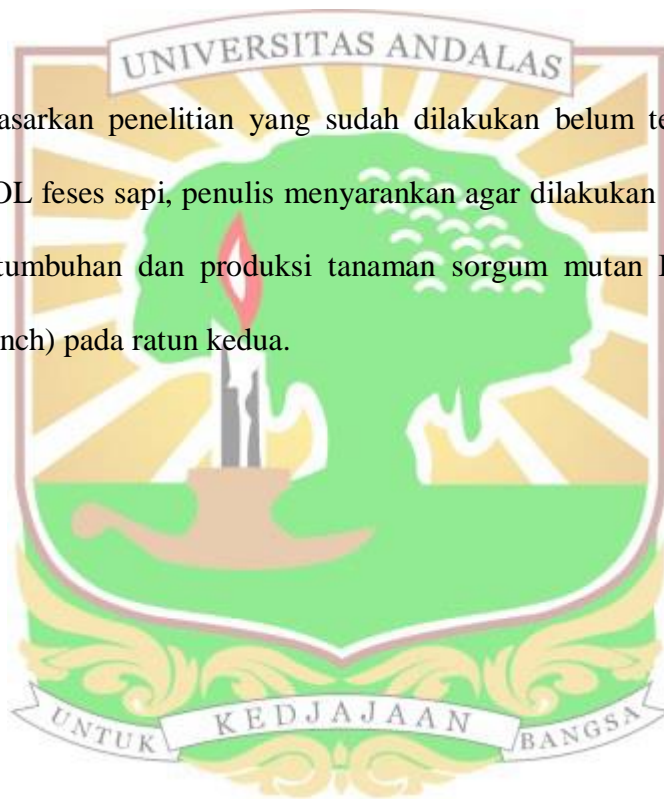 UNIVERSITAS ANDALAS
asarkan penelitian yang sudah dilakukan belum te
OL feses sapi, penulis menyarankan agar dilakukan
tumbuhan dan produksi tanaman sorgum mutan
nch) pada ratun kedua.
UNTUK KEDJAJAAN BANGSA